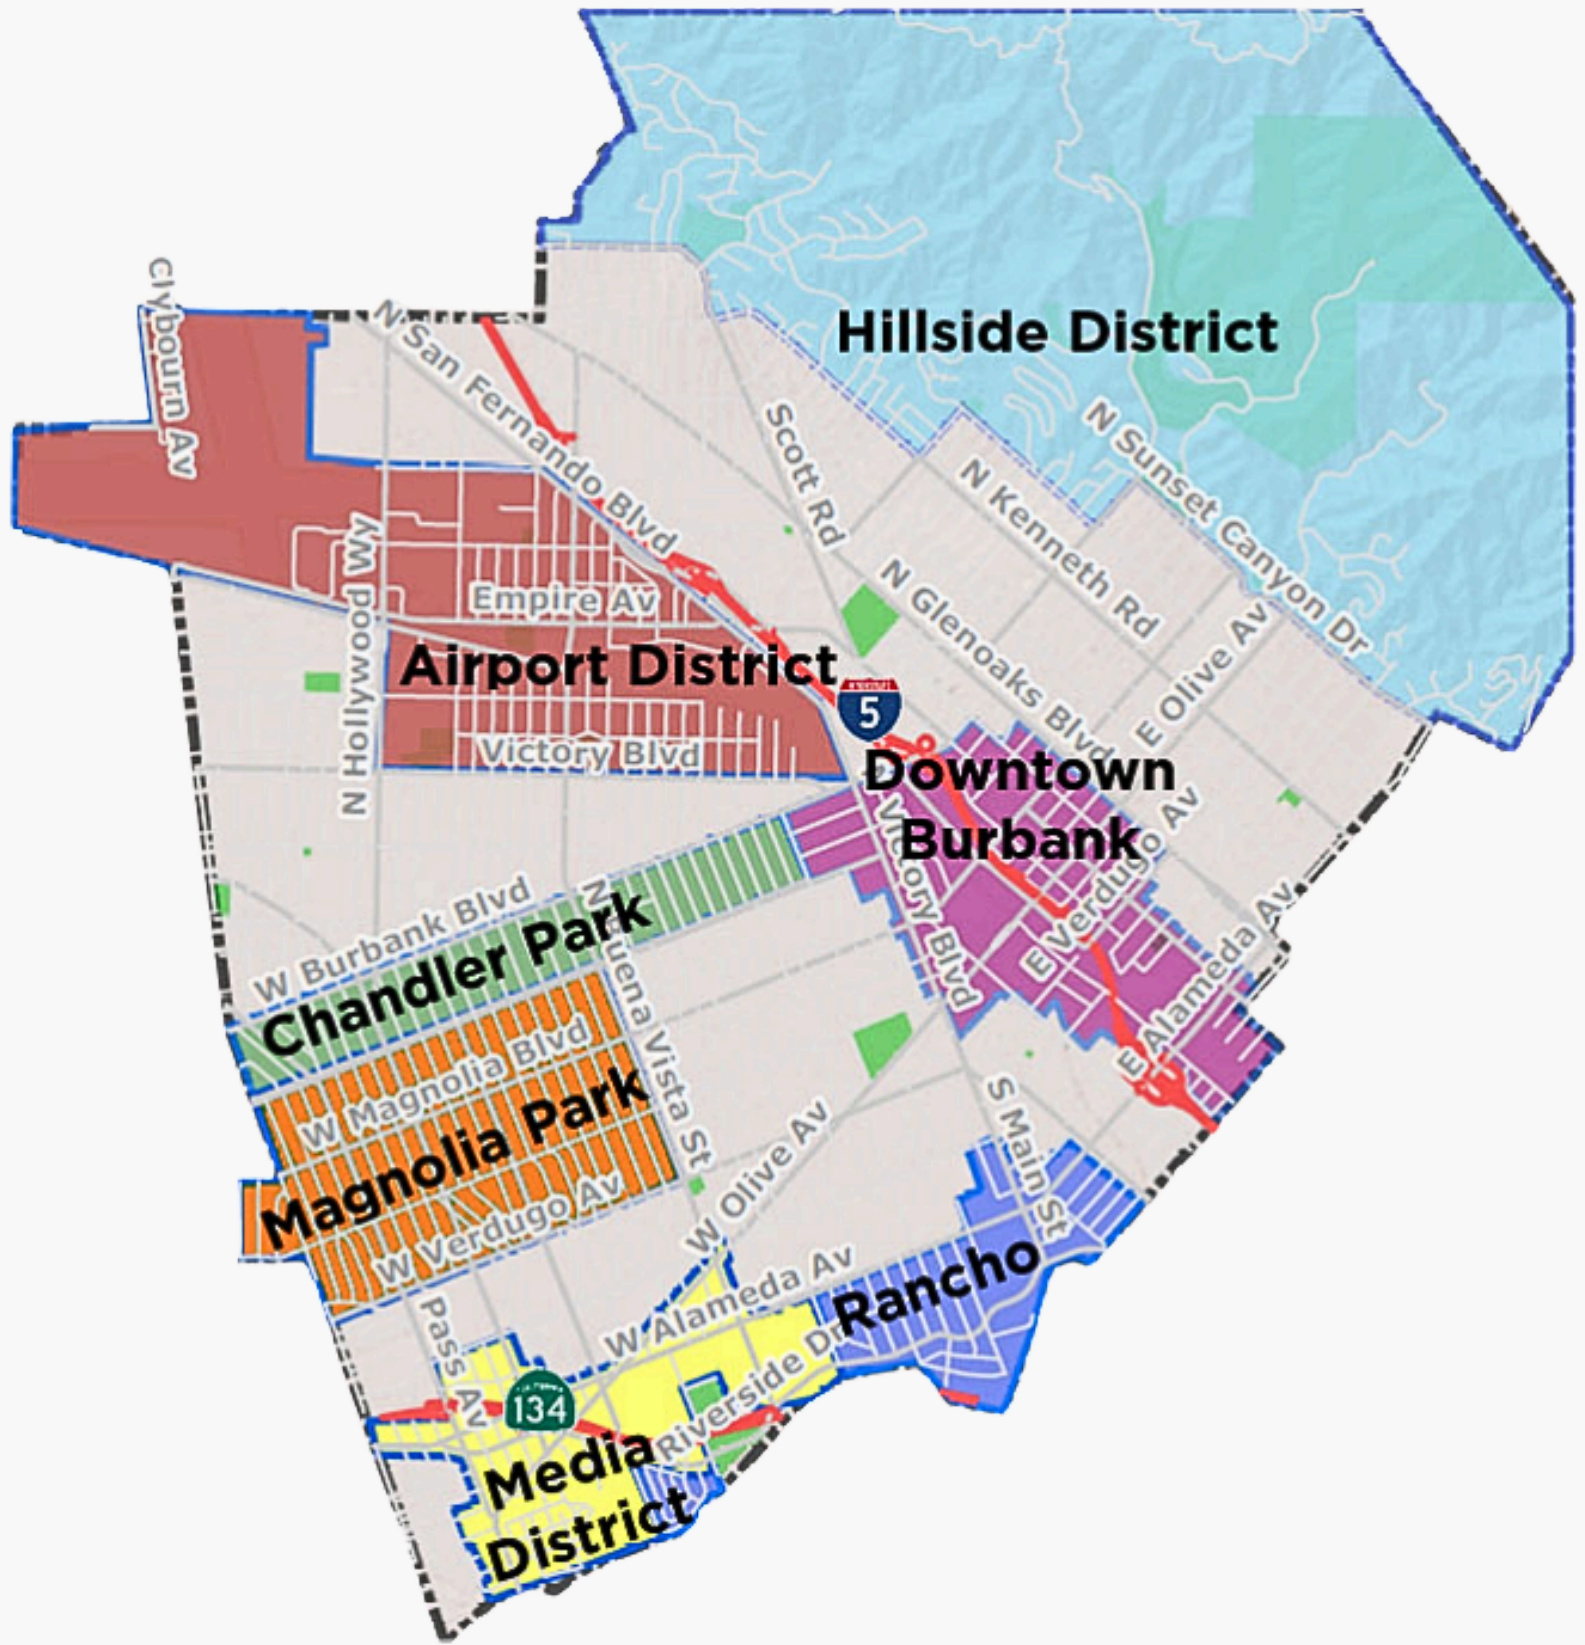 Clybourn Av
N San Fernando Blvd
Hillside District
Scott Rd
N Sunset Canyon Dr
N Kenneth Rd
N Hollywood Wy
Empire Av
N Glenoaks Blvd
E Olive Av
Airport District
5
Victory Blvd
Downtown
Burbank
Victory Blvd
E Verdugo Av
W Burbank Blvd
Chandler Park
N Buena Vista St
E Alameda Av
W Magnolia Blvd
Magnolia Park
W Verdugo Av
W Olive Av
S Main St
W Alameda Av
Rancho
Pass Av
Riverside Dr
134
Media
District